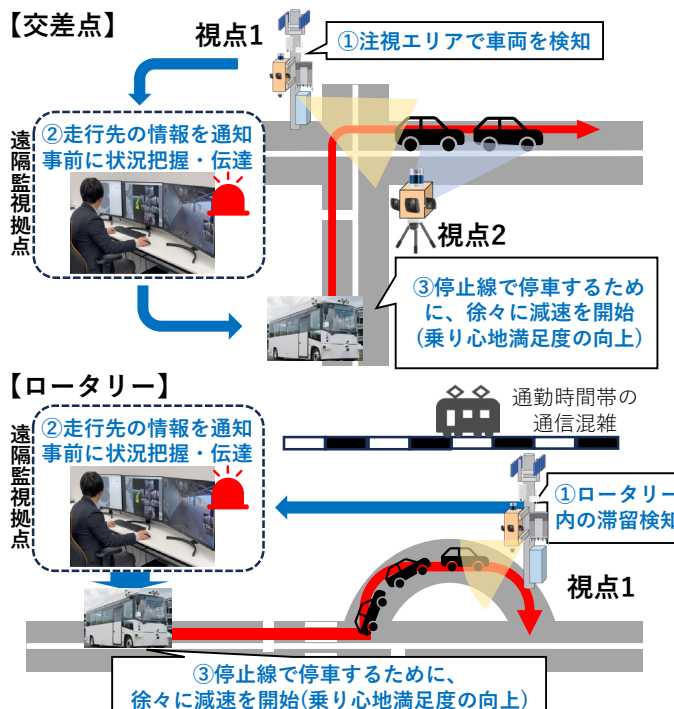 【交差点】
視点1
①注視エリアで車両を検知
遠隔監視拠点
②走行先の情報を通知
事前に状況把握・伝達
視点2
③停止線で停車するため
に、徐々に減速を開始
(乗り心地満足度の向上)
【ロータリー】
通勤時間帯の
通信混雑
遠隔監視拠点
②走行先の情報を通知
事前に状況把握・伝達
①ロータリー
内の滞留検知
視点1
③停止線で停車するために、
徐々に減速を開始(乗り心地満足度の向上)